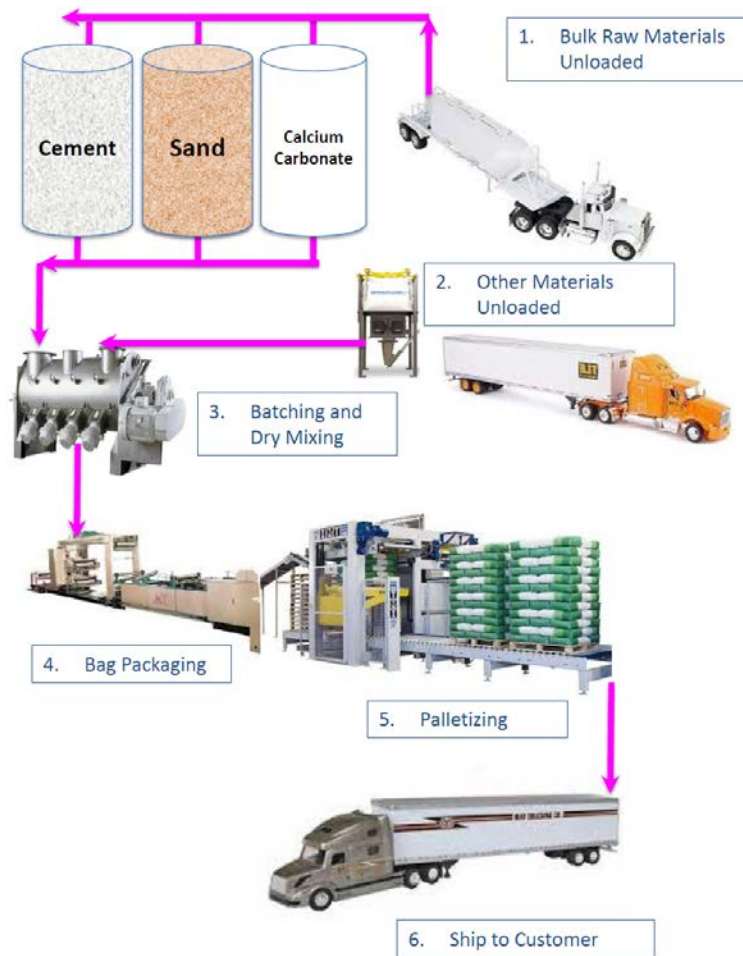 1. Bulk Raw Materials
Unloaded
Cement
Sand
Calcium
Carbonate
2. Other Materials
Unloaded
3. Batching and
Dry Mixing
4. Bag Packaging
5. Palletizing
6. Ship to Customer